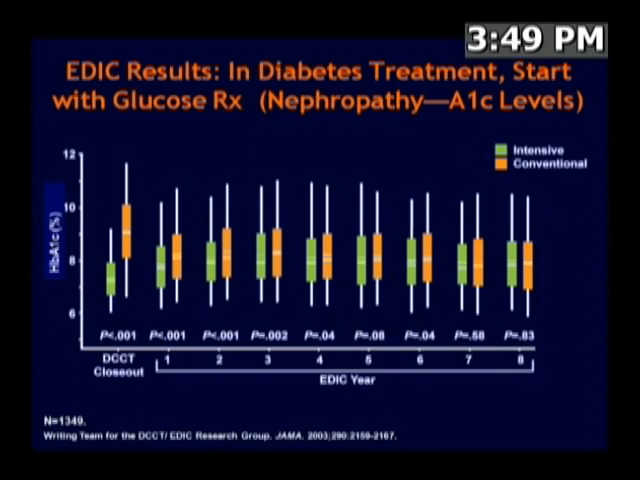 3:49 PM
EDIC Results: In Diabetes Treatment, Start
with Glucose Rx (Nephropathy—A1c Levels)
Intensive
Conventional
HbA1c (%)
12
10
8
6
P<.001 P<.001 P<.001 P=.002 P=.04 P=.08 P=.04 P=.58 P=.83
DCCT
Closeout
1 2 3 4 5 6 7 8
EDIC Year
N=1349.
Writing Team for the DCCT/ EDIC Research Group. JAMA. 2003;290:2159-2167.